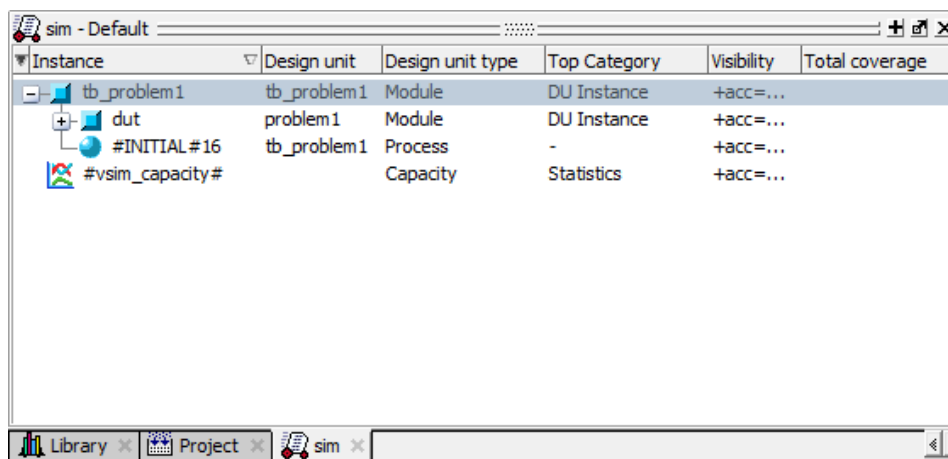 sim - Default
Instance Design unit Design unit type Top Category Visibility Total coverage
tb_problem1 tb_problem1 Module DU Instance +acc=...
dut problem1 Module DU Instance +acc=...
#INITIAL#16 tb_problem1 Process - +acc=...
#vsim_capacity# Capacity Statistics +acc=...
Library Project sim